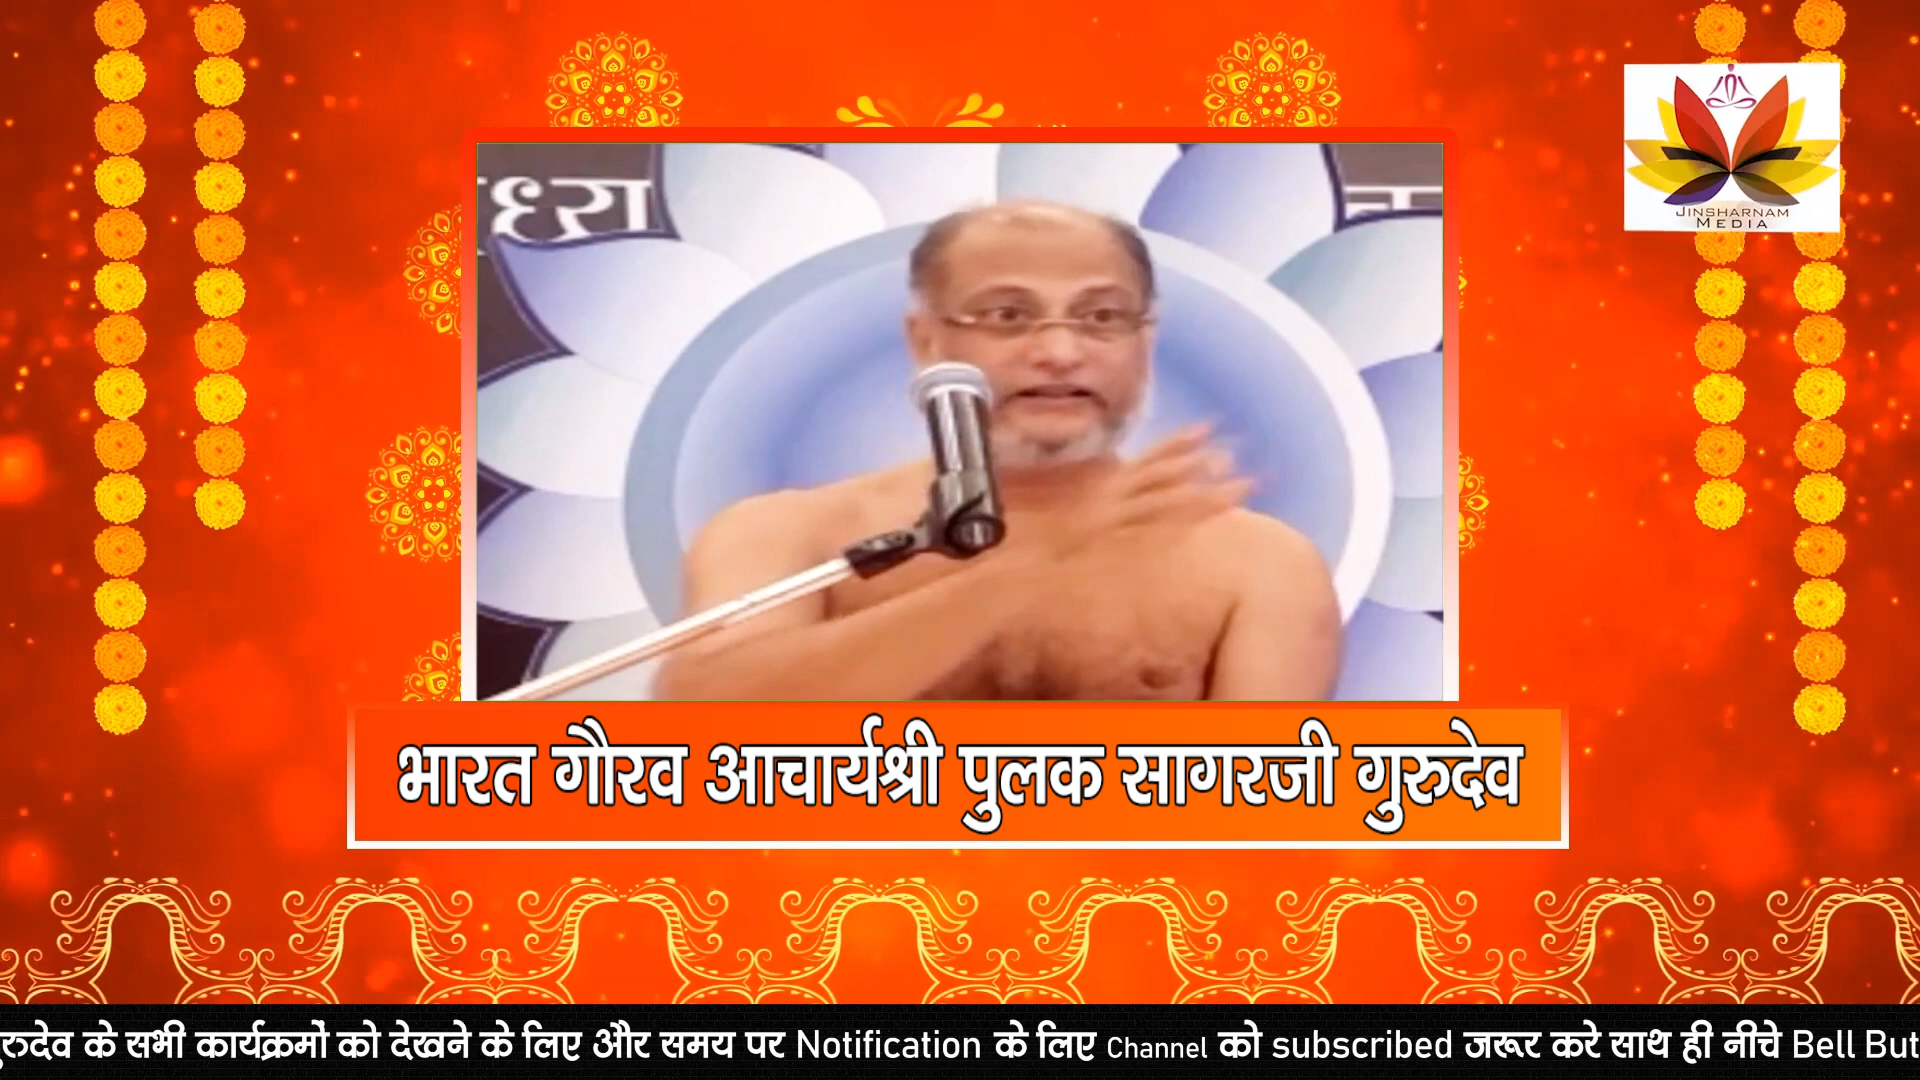 JINSHARNAM
MEDIA
भारत गौरव आचार्यश्री पुलक सागरजी गुरुदेव
के सभी कार्यक्रमों को देखने के लिए और समय पर Notification के लिए Channel को subscribed जरूर करे साथ ही नीचे Bell